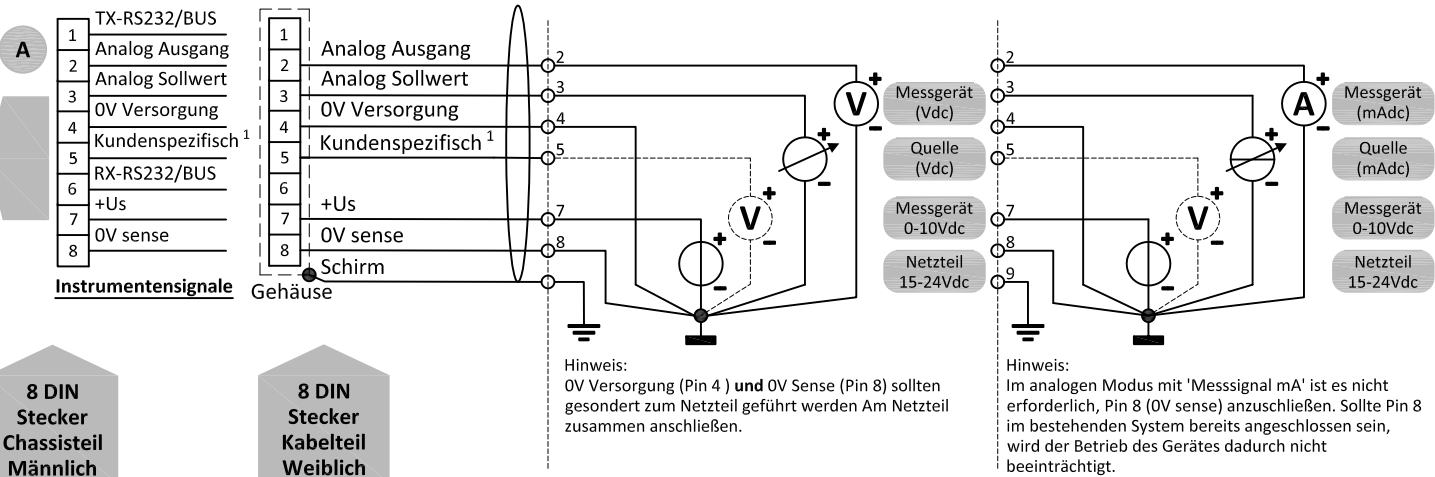 A
1
2
3
4
5
6
7
8
TX-RS232/BUS
Analog Ausgang
Analog Sollwert
0V Versorgung
Kundenspezifisch 1
RX-RS232/BUS
+Us
0V sense
Instrumentensignale
1
2
3
4
5
6
7
8
Analog Ausgang
Analog Sollwert
0V Versorgung
Kundenspezifisch 1
+Us
0V sense
Schirm
Gehäuse
2
3
4
5
7
8
V
+
-
+
-
V
+
-
+
-
Messgerät
(Vdc)
Quelle
(Vdc)
Messgerät
0-10Vdc
Netzteil
15-24Vdc
2
3
4
5
7
8
9
A
+
-
+
-
V
+
-
+
-
Messgerät
(mAdc)
Quelle
(mAdc)
Messgerät
0-10Vdc
Netzteil
15-24Vdc
8 DIN
Stecker
Chassisteil
Männlich
8 DIN
Stecker
Kabelteil
Weiblich
Hinweis:
0V Versorgung (Pin 4 ) und 0V Sense (Pin 8) sollten
gesondert zum Netzteil geführt werden Am Netzteil
zusammen anschließen.
Hinweis:
Im analogen Modus mit 'Messsignal mA' ist es nicht
erforderlich, Pin 8 (0V sense) anzuschließen. Sollte Pin 8
im bestehenden System bereits angeschlossen sein,
wird der Betrieb des Gerätes dadurch nicht
beeinträchtigt.